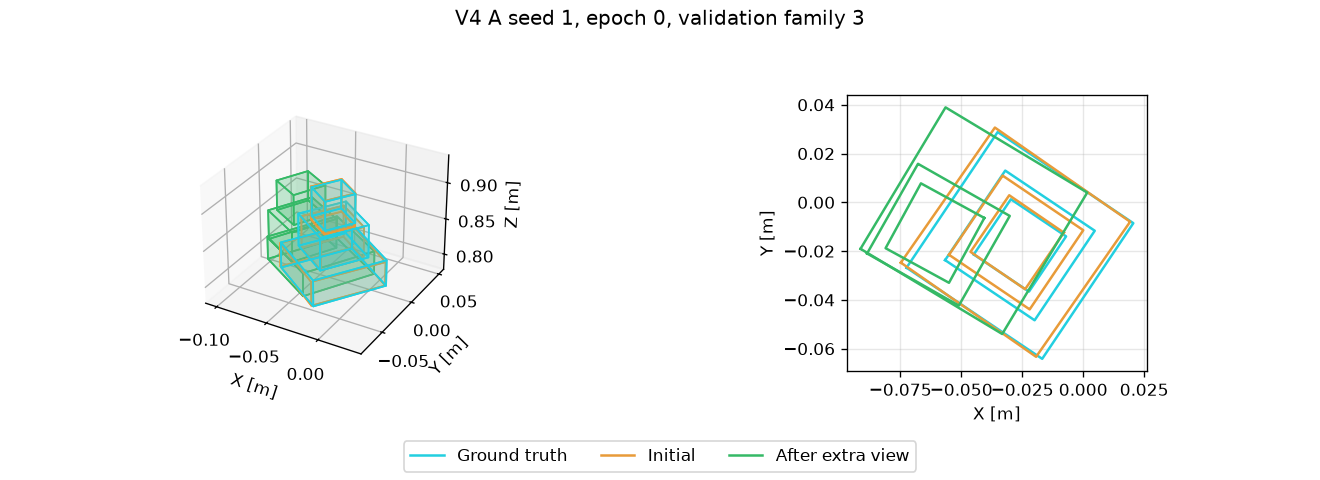 V4 A seed 1, epoch 0, validation family 3
0.90
0.85
0.80
Z [m]
0.05
0.00
−0.05
Y [m]
−0.10
−0.05
0.00
X [m]
0.04
0.02
0.00
−0.02
−0.04
−0.06
Y [m]
−0.075 −0.050 −0.025 0.000 0.025
X [m]
Ground truth Initial After extra view